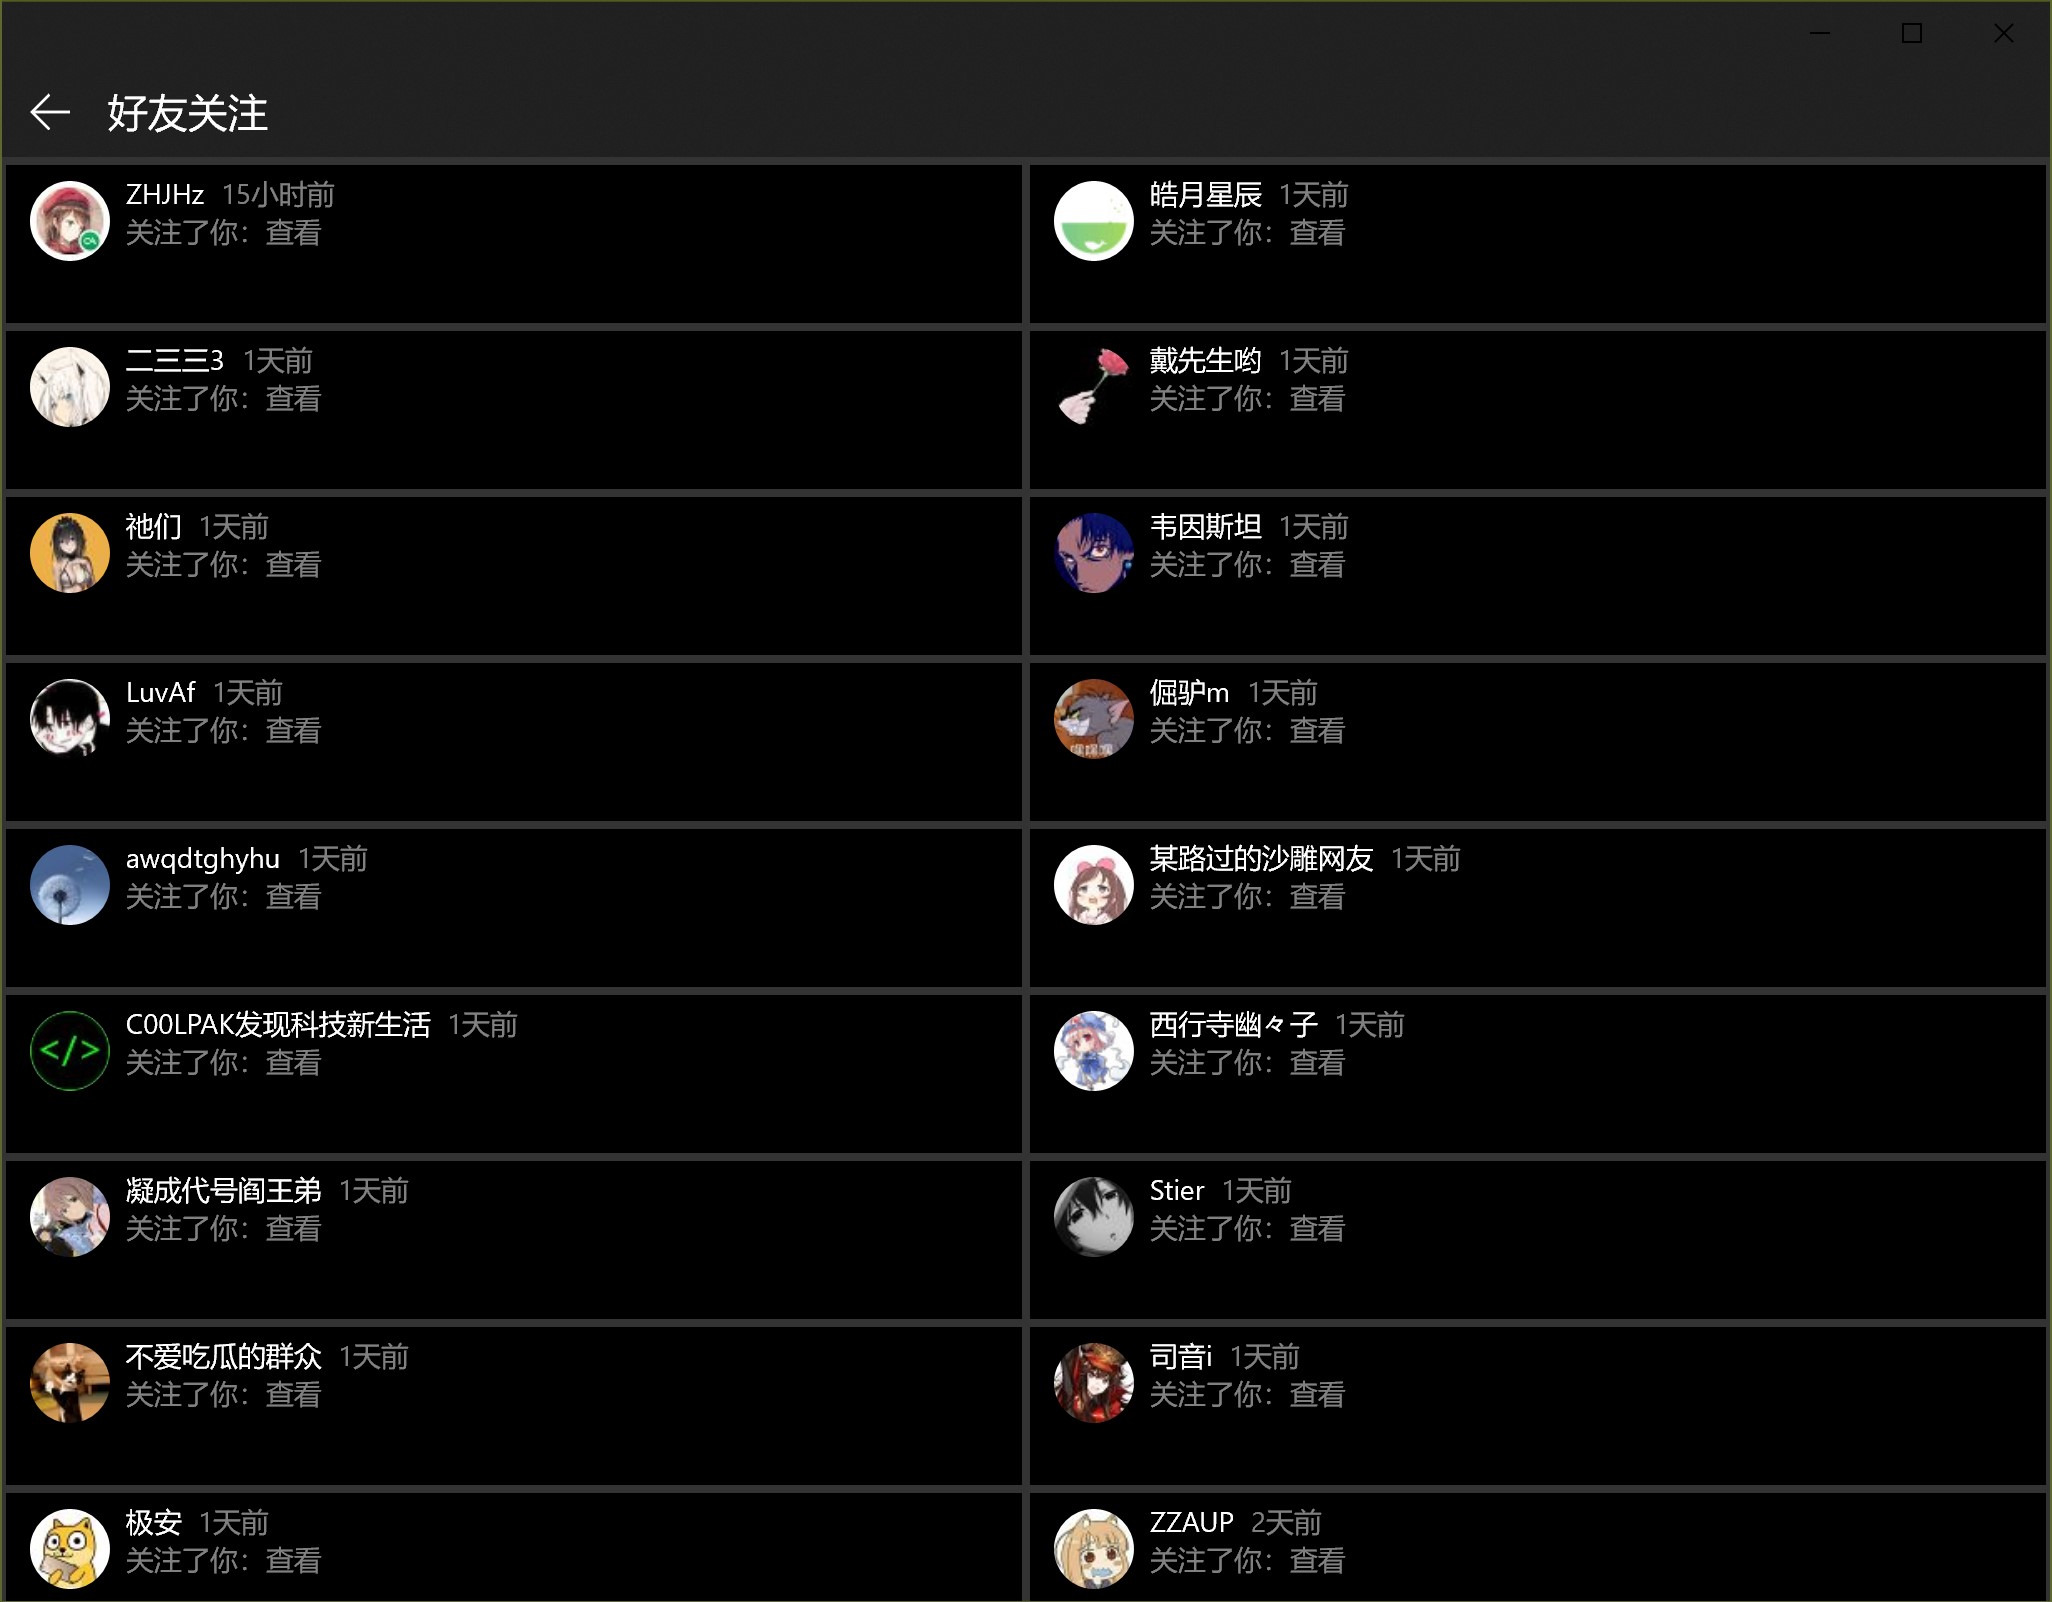 好友关注
ZHJHz 15小时前
关注了你：查看
皓月星辰 1天前
关注了你：查看
二三三3 1天前
关注了你：查看
戴先生哟 1天前
关注了你：查看
祂们 1天前
关注了你：查看
韦因斯坦 1天前
关注了你：查看
LuvAf 1天前
关注了你：查看
倔驴m 1天前
关注了你：查看
awqdtghyhu 1天前
关注了你：查看
某路过的沙雕网友 1天前
关注了你：查看
</>
C00LPAK发现科技新生活 1天前
关注了你：查看
西行寺幽々子 1天前
关注了你：查看
凝成代号阎王弟 1天前
关注了你：查看
Stier 1天前
关注了你：查看
不爱吃瓜的群众 1天前
关注了你：查看
司音i 1天前
关注了你：查看
极安 1天前
关注了你：查看
ZZAUP 2天前
关注了你：查看